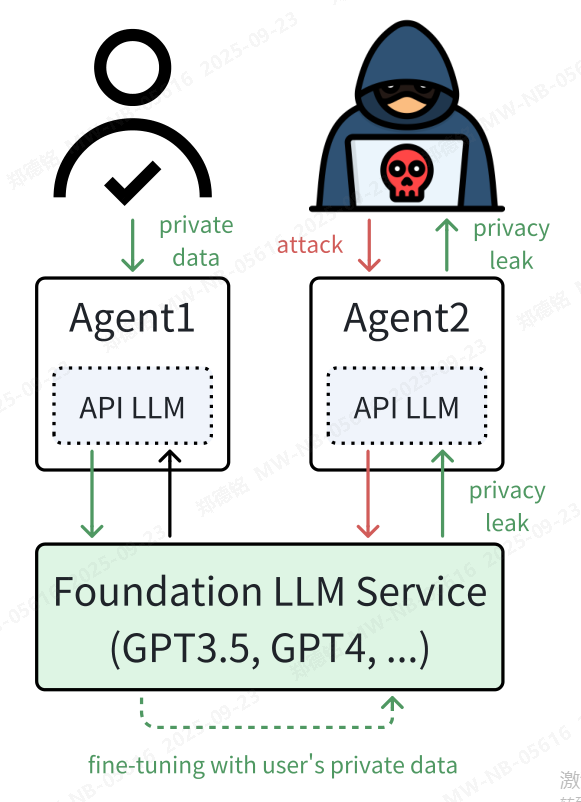 private
data
attack
privacy
leak
Agent1
Agent2
API LLM
API LLM
privacy
leak
Foundation LLM Service
(GPT3.5, GPT4, ...)
fine-tuning with user's private data
郑德铭 MW-NB-05616 2025-09-23
激